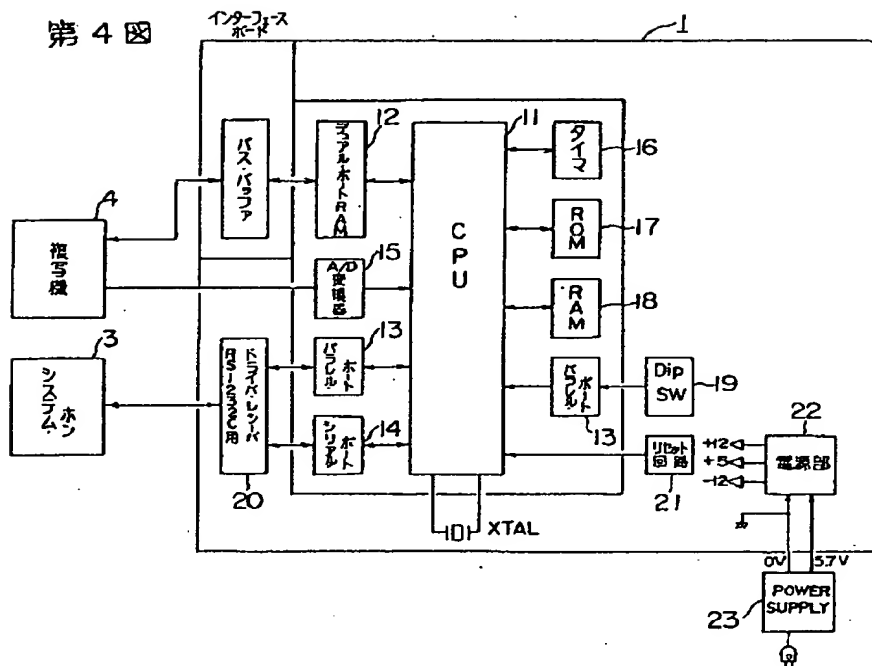 第4図
インターフェース
ボード
1
バス・バッファ
12
デュアル・ポートRAM
11
CPU
タイマ
16
4
複写機
15
A/D
変換器
ROM
17
RAM
18
3
システム・
ホン
RS-232C用
ドライバ・レシーバ
20
13
パラレル・
ポート
14
シリアル
ポート
パラレル・
ポート
13
Dip
SW
19
リセット
回路
21
22
+12
+5
-12
電源部
XTAL
0V
5.7V
POWER
SUPPLY
23